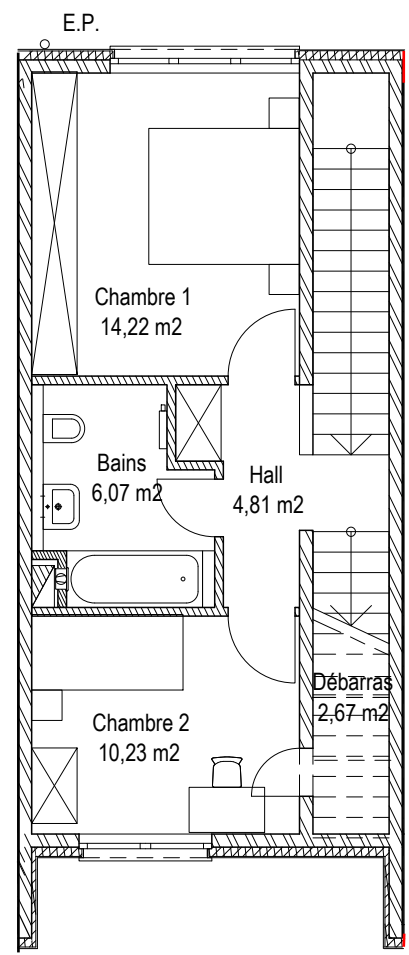 E.P.
Chambre 1
14,22 m2
Bains
6,07 m2
Hall
4,81 m2
Débarras
2,67 m2
Chambre 2
10,23 m2